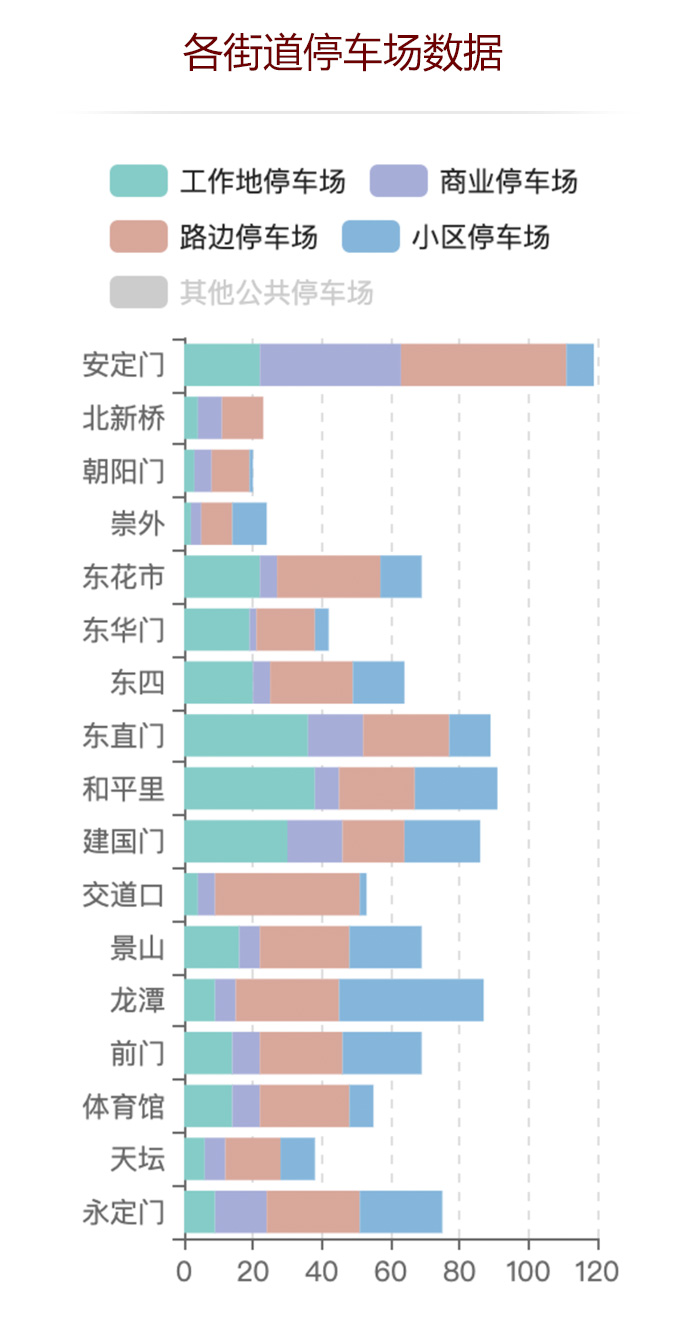 各街道停车场数据
工作地停车场 商业停车场
路边停车场 小区停车场
其他公共停车场
安定门
北新桥
朝阳门
崇外
东花市
东华门
东四
东直门
和平里
建国门
交道口
景山
龙潭
前门
体育馆
天坛
永定门
0 20 40 60 80 100 120